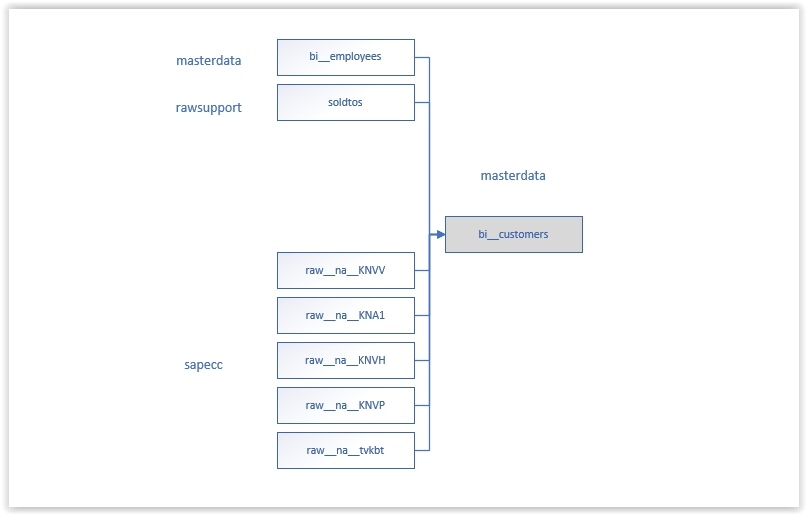 masterdata
bi__employees
rawsupport
soldtos
masterdata
bi__customers
raw__na__KNVV
raw__na__KNA1
sapecc
raw__na__KNVH
raw__na__KNVP
raw__na__tvkbt